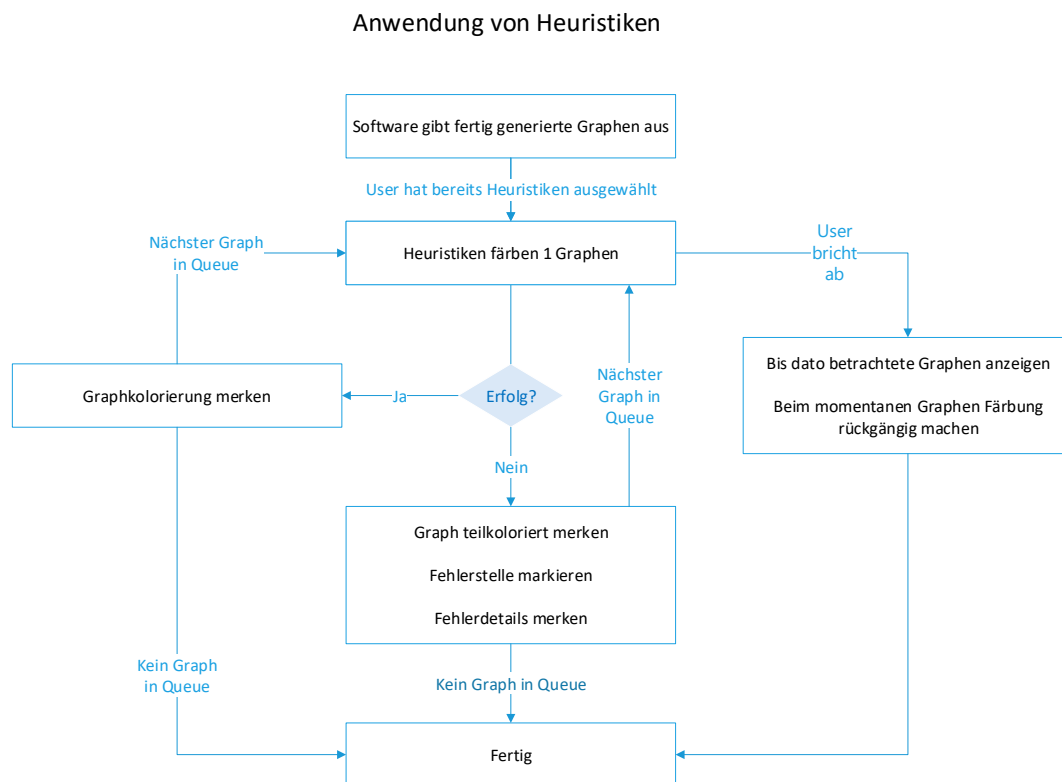 Anwendung von Heuristiken
Software gibt fertig generierte Graphen aus
User hat bereits Heuristiken ausgewählt
Nächster Graph
in Queue
Heuristiken färben 1 Graphen
User
bricht
ab
Graphkolorierung merken
Ja
Erfolg?
Nächster
Graph in
Queue
Bis dato betrachtete Graphen anzeigen
Beim momentanen Graphen Färbung
rückgängig machen
Nein
Graph teilkoloriert merken
Fehlerstelle markieren
Fehlerdetails merken
Kein Graph
in Queue
Kein Graph in Queue
Fertig